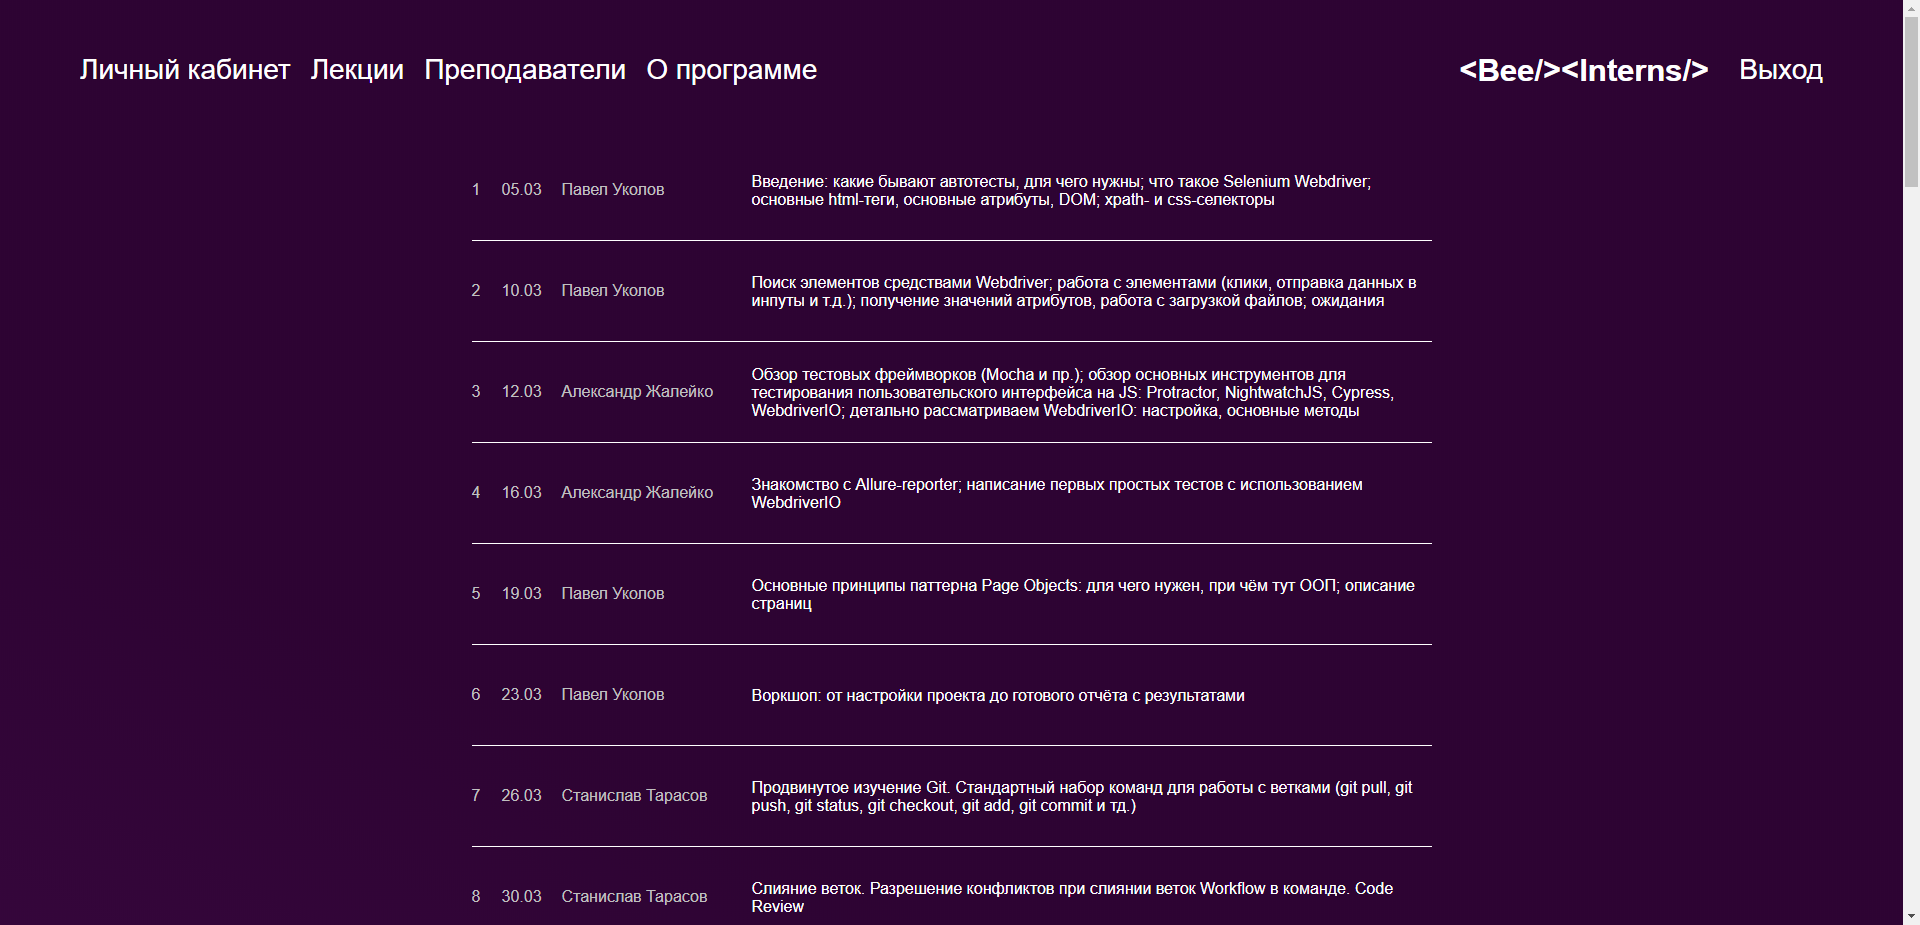 Личный кабинет Лекции Преподаватели О программе <Bee/><Interns/> Выход
1 05.03 Павел Уколов Введение: какие бывают автотесты, для чего нужны; что такое Selenium Webdriver;
основные html-теги, основные атрибуты, DOM; xpath- и css-селекторы
2 10.03 Павел Уколов Поиск элементов средствами Webdriver; работа с элементами (клики, отправка данных в
инпуты и т.д.); получение значений атрибутов, работа с загрузкой файлов; ожидания
3 12.03 Александр Жалейко Обзор тестовых фреймворков (Mocha и пр.); обзор основных инструментов для
тестирования пользовательского интерфейса на JS: Protractor, NightwatchJS, Cypress,
WebdriverIO; детально рассматриваем WebdriverIO: настройка, основные методы
4 16.03 Александр Жалейко Знакомство с Allure-reporter; написание первых простых тестов с использованием
WebdriverIO
5 19.03 Павел Уколов Основные принципы паттерна Page Objects: для чего нужен, при чём тут ООП; описание
страниц
6 23.03 Павел Уколов Воркшоп: от настройки проекта до готового отчёта с результатами
7 26.03 Станислав Тарасов Продвинутое изучение Git. Стандартный набор команд для работы с ветками (git pull, git
push, git status, git checkout, git add, git commit и тд.)
8 30.03 Станислав Тарасов Слияние веток. Разрешение конфликтов при слиянии веток Workflow в команде. Code
Review